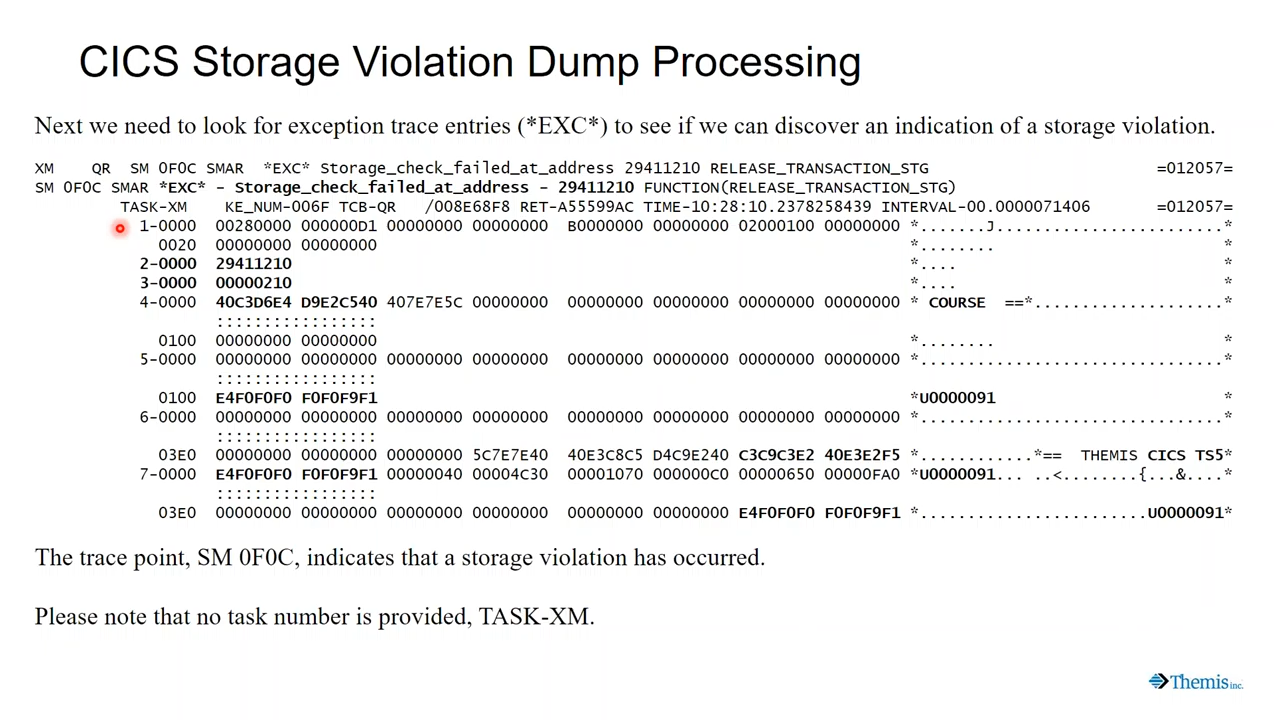 CICS Storage Violation Dump Processing
Next we need to look for exception trace entries (*EXC*) to see if we can discover an indication of a storage violation.
XM QR SM 0F0C SMAR *EXC* Storage_check_failed_at_address 29411210 RELEASE_TRANSACTION_STG =012057=
SM 0F0C SMAR *EXC* - Storage_check_failed_at_address - 29411210 FUNCTION(RELEASE_TRANSACTION_STG)
TASK-XM KE_NUM-006F TCB-QR /008E68F8 RET-A55599AC TIME-10:28:10.2378258439 INTERVAL-00.0000071406 =012057=
1-0000 00280000 000000D1 00000000 00000000 B0000000 00000000 02000100 00000000 *.......J........................*
0020 00000000 00000000 *........ *
2-0000 29411210 *.... *
3-0000 00000210 *.... *
4-0000 40C3D6E4 D9E2C540 407E7E5C 00000000 00000000 00000000 00000000 00000000 * COURSE ==*....................*
:::::::::::::::::
0100 00000000 00000000 *........ *
5-0000 00000000 00000000 00000000 00000000 00000000 00000000 00000000 00000000 *................................*
:::::::::::::::::
0100 E4F0F0F0 F0F0F9F1 *U0000091 *
6-0000 00000000 00000000 00000000 00000000 00000000 00000000 00000000 00000000 *................................*
:::::::::::::::::
03E0 00000000 00000000 00000000 5C7E7E40 40E3C8C5 D4C9E240 C3C9C3E2 40E3E2F5 *............*== THEMIS CICS TS5*
7-0000 E4F0F0F0 F0F0F9F1 00000040 00004C30 00001070 000000C0 00000650 00000FA0 *U0000091... ..<........{...&....*
:::::::::::::::::
03E0 00000000 00000000 00000000 00000000 00000000 00000000 E4F0F0F0 F0F0F9F1 *........................U0000091*
The trace point, SM 0F0C, indicates that a storage violation has occurred.
Please note that no task number is provided, TASK-XM.
Themis inc.